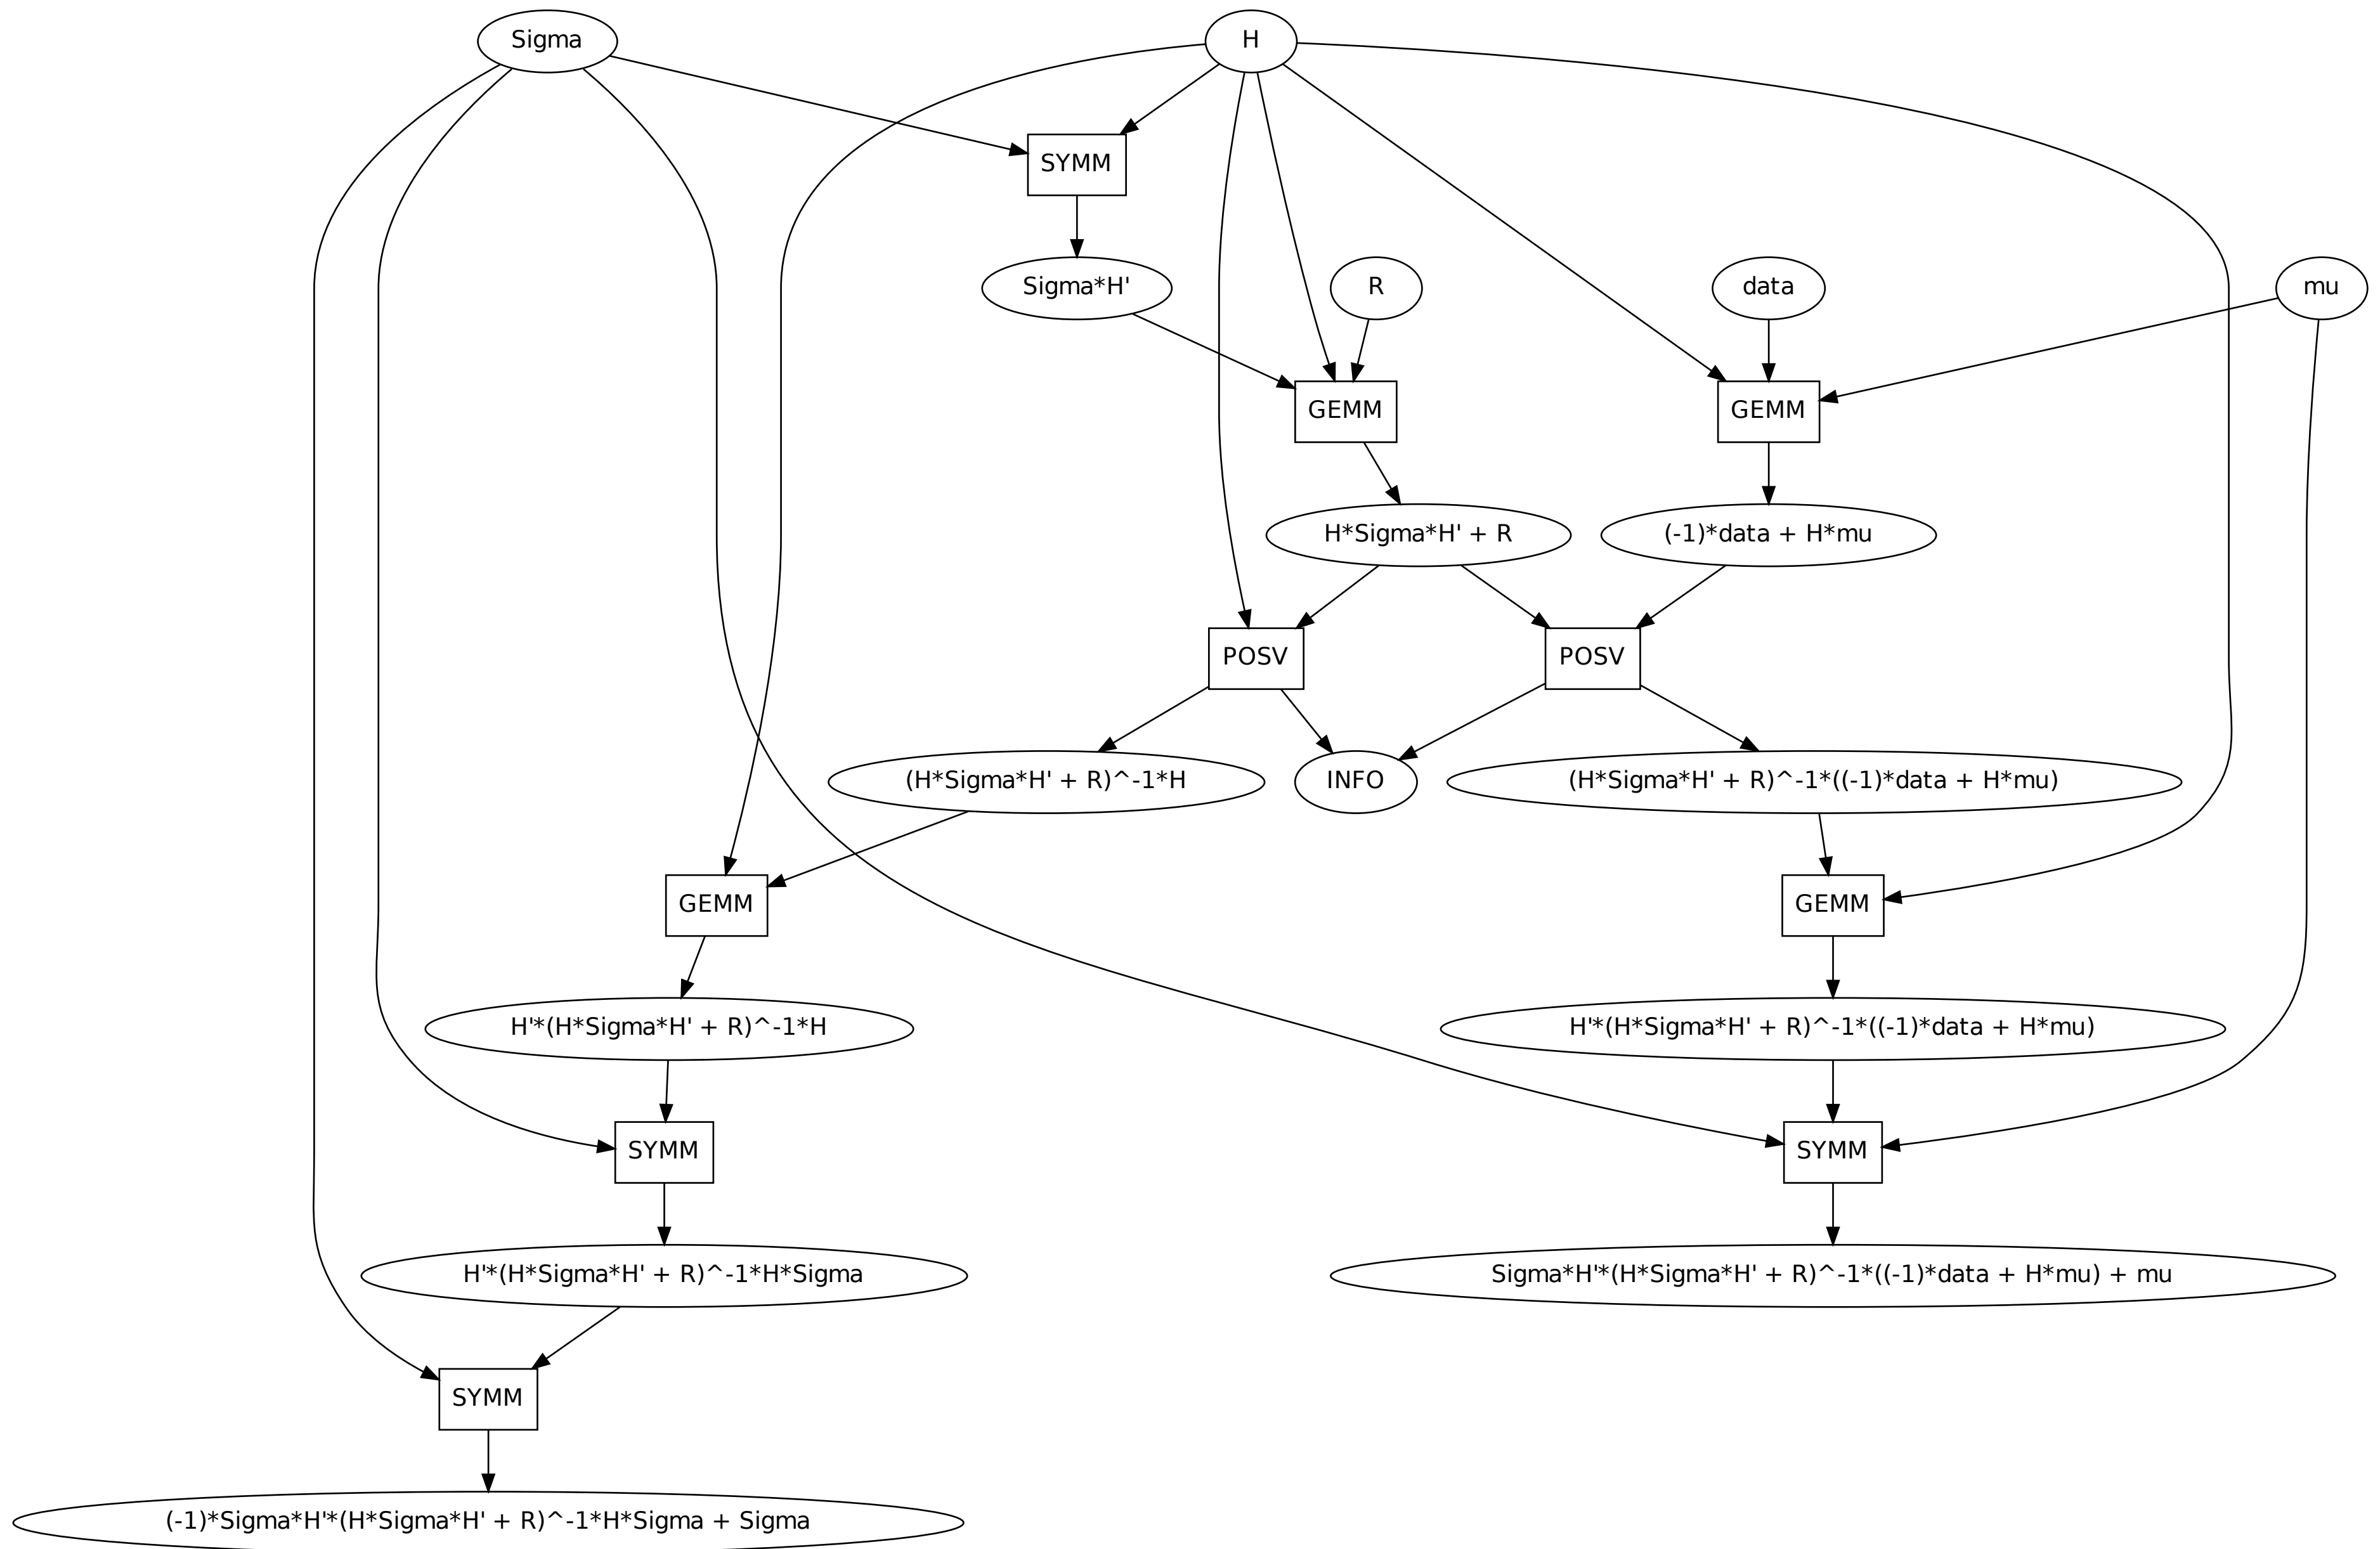 Sigma
H
SYMM
Sigma*H'
R
data
mu
GEMM
GEMM
H*Sigma*H' + R
(-1)*data + H*mu
POSV
POSV
(H*Sigma*H' + R)^-1*H
INFO
(H*Sigma*H' + R)^-1*((-1)*data + H*mu)
GEMM
GEMM
H'*(H*Sigma*H' + R)^-1*H
H'*(H*Sigma*H' + R)^-1*((-1)*data + H*mu)
SYMM
SYMM
H'*(H*Sigma*H' + R)^-1*H*Sigma
Sigma*H'*(H*Sigma*H' + R)^-1*((-1)*data + H*mu) + mu
SYMM
(-1)*Sigma*H'*(H*Sigma*H' + R)^-1*H*Sigma + Sigma